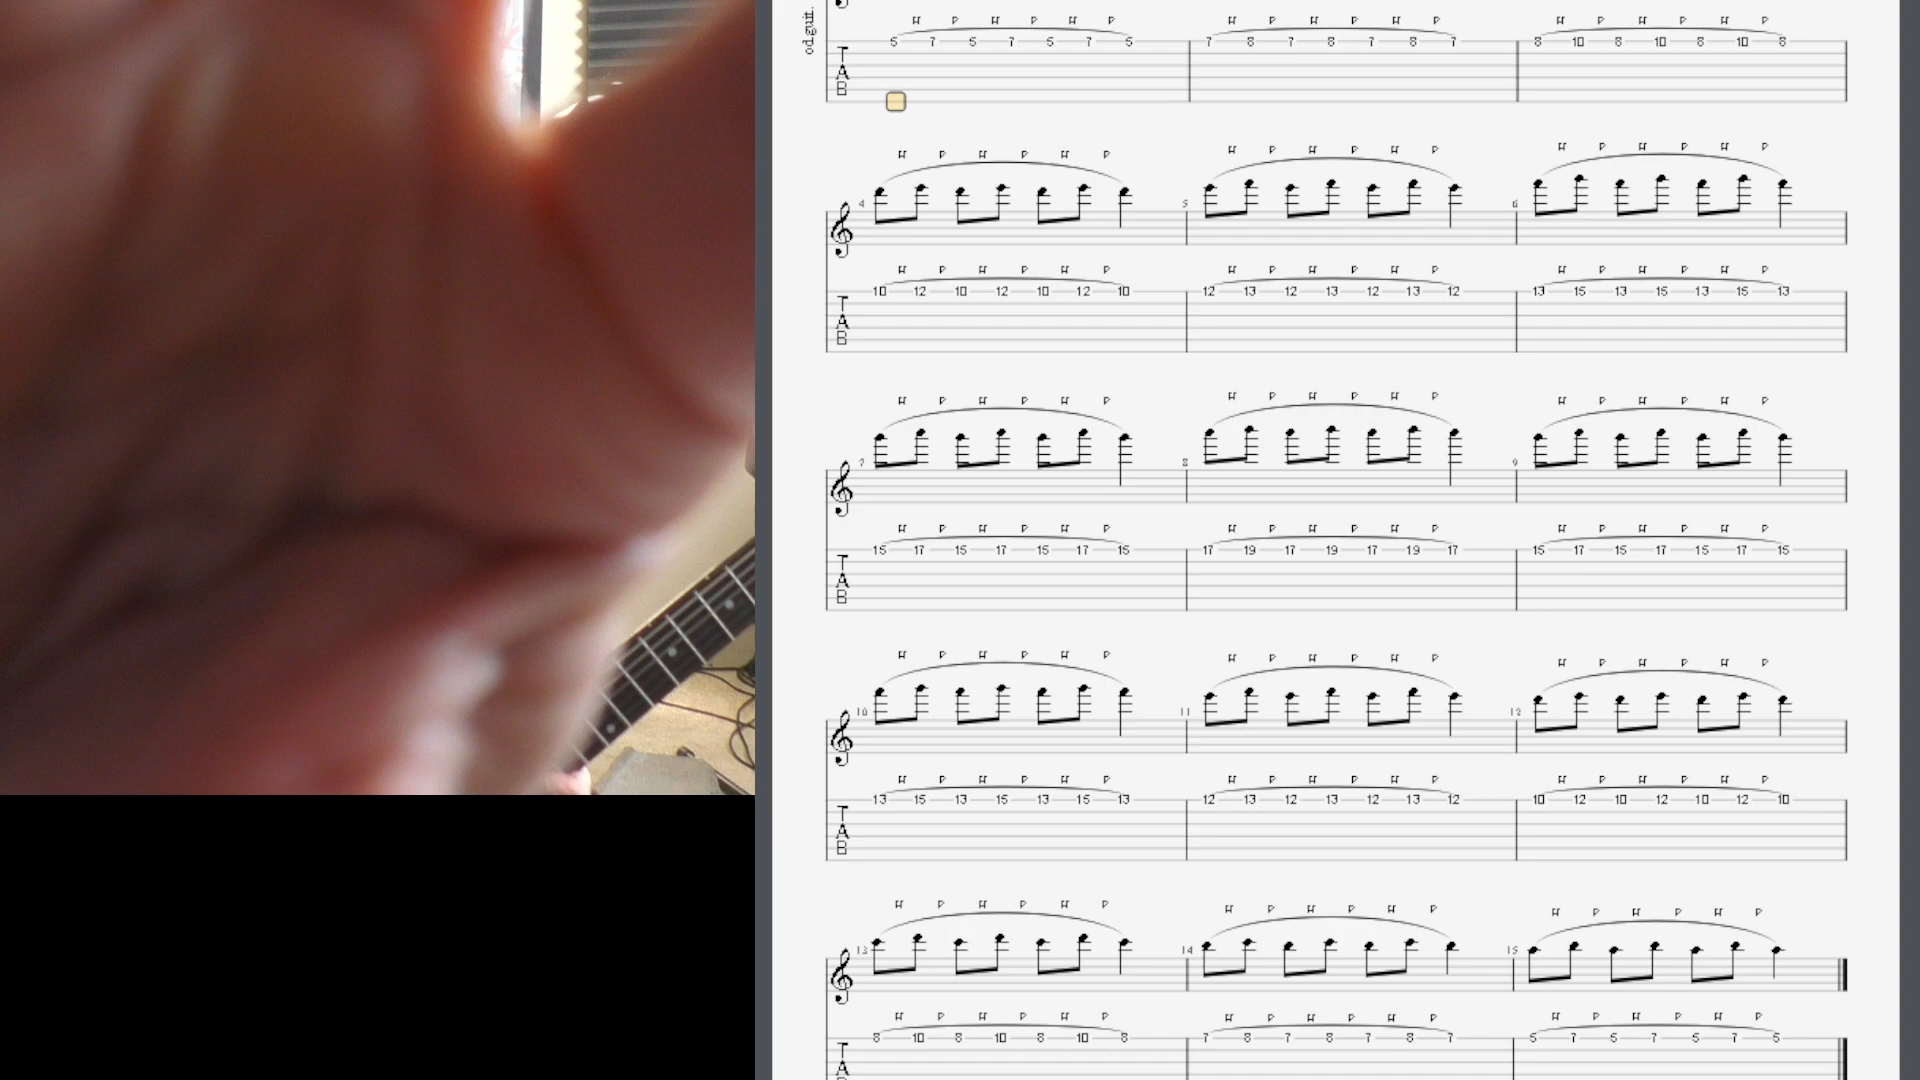 od.guit.
H P H P H P H P H P H P H P H P H P
5 7 5 7 5 7 5 7 8 7 8 7 8 7 8 10 8 10 8 10 8
T
A
B
H P H P H P H P H P H P H P H P H P
4 5 6
H P H P H P H P H P H P H P H P H P
10 12 10 12 10 12 10 12 13 12 13 12 13 12 13 15 13 15 13 15 13
T
A
B
H P H P H P H P H P H P H P H P H P
7 8 9
H P H P H P H P H P H P H P H P H P
15 17 15 17 15 17 15 17 19 17 19 17 19 17 15 17 15 17 15 17 15
T
A
B
H P H P H P H P H P H P H P H P H P
10 11 12
H P H P H P H P H P H P H P H P H P
13 15 13 15 13 15 13 12 13 12 13 12 13 12 10 12 10 12 10 12 10
T
A
B
H P H P H P H P H P H P H P H P H P
13 14 15
H P H P H P H P H P H P H P H P H P
8 10 8 10 8 10 8 7 8 7 8 7 8 7 5 7 5 7 5 7 5
T
A
B